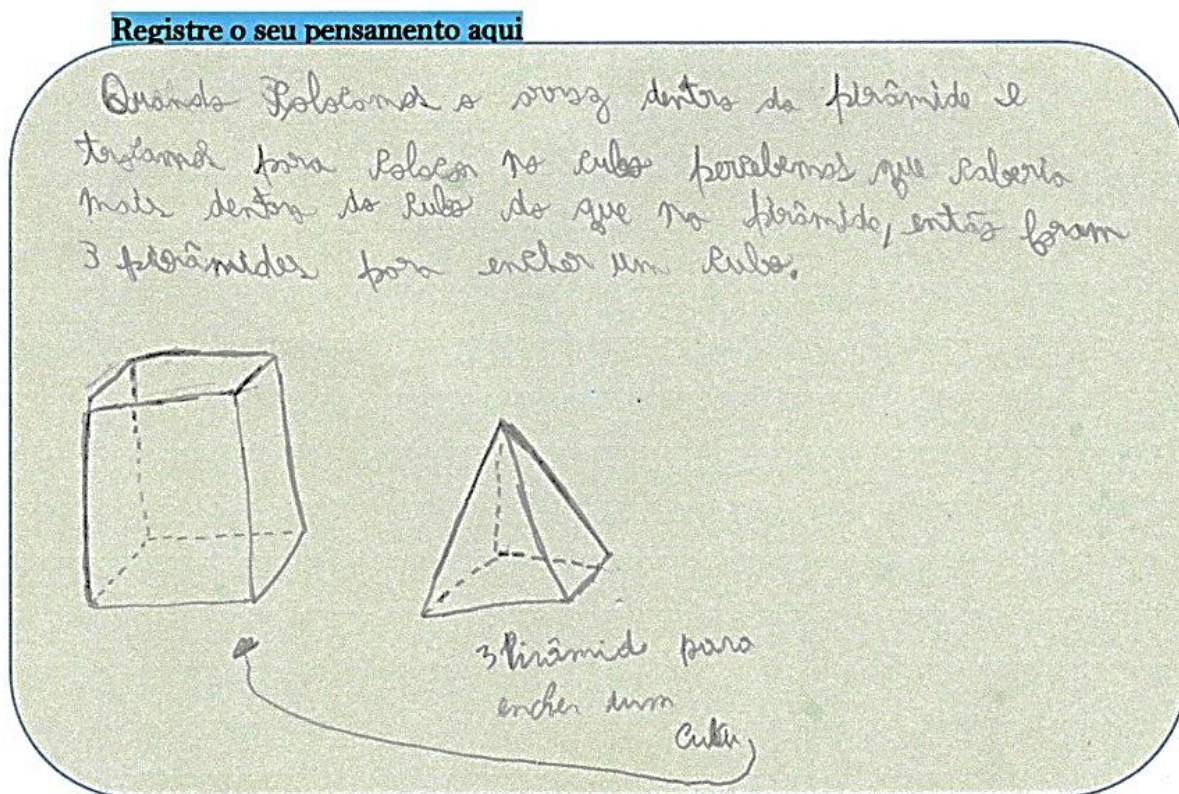 Registre o seu pensamento aqui
Quando colocamos o arroz dentro da pirâmide e
para colocar no cubo percebemos que caberia
mais dentro do cubo do que na pirâmide, então foram
3 pirâmides para encher um cubo.
3 Pirâmid para
encher um
cubo